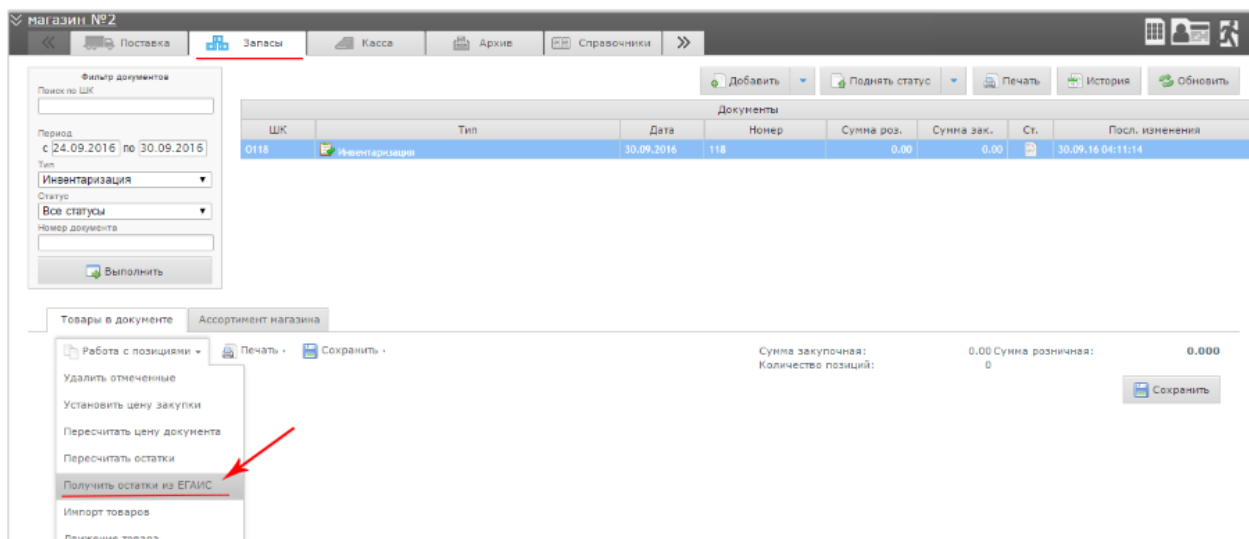 магазин №2
Поставка Запасы Касса Архив Справочники
Фильтр документов
Поиск по ШК
Добавить Поднять статус Печать История Обновить
Документы
Период
ШК Тип Дата Номер Сумма роз. Сумма зак. Ст. Посл. изменения
с 24.09.2016 по 30.09.2016
0118 Инвентаризация 30.09.2016 118 0.00 0.00 30.09.16 04:11:14
Тип
Инвентаризация
Статус
Все статусы
Номер документа
Выполнить
Товары в документе Ассортимент магазина
Работа с позициями Печать Сохранить
Сумма закупочная: 0.00 Сумма розничная: 0.000
Количество позиций: 0
Удалить отмеченные
Сохранить
Установить цену закупки
Пересчитать цену документа
Пересчитать остатки
Получить остатки из ЕГАИС
Импорт товаров
Движение товара